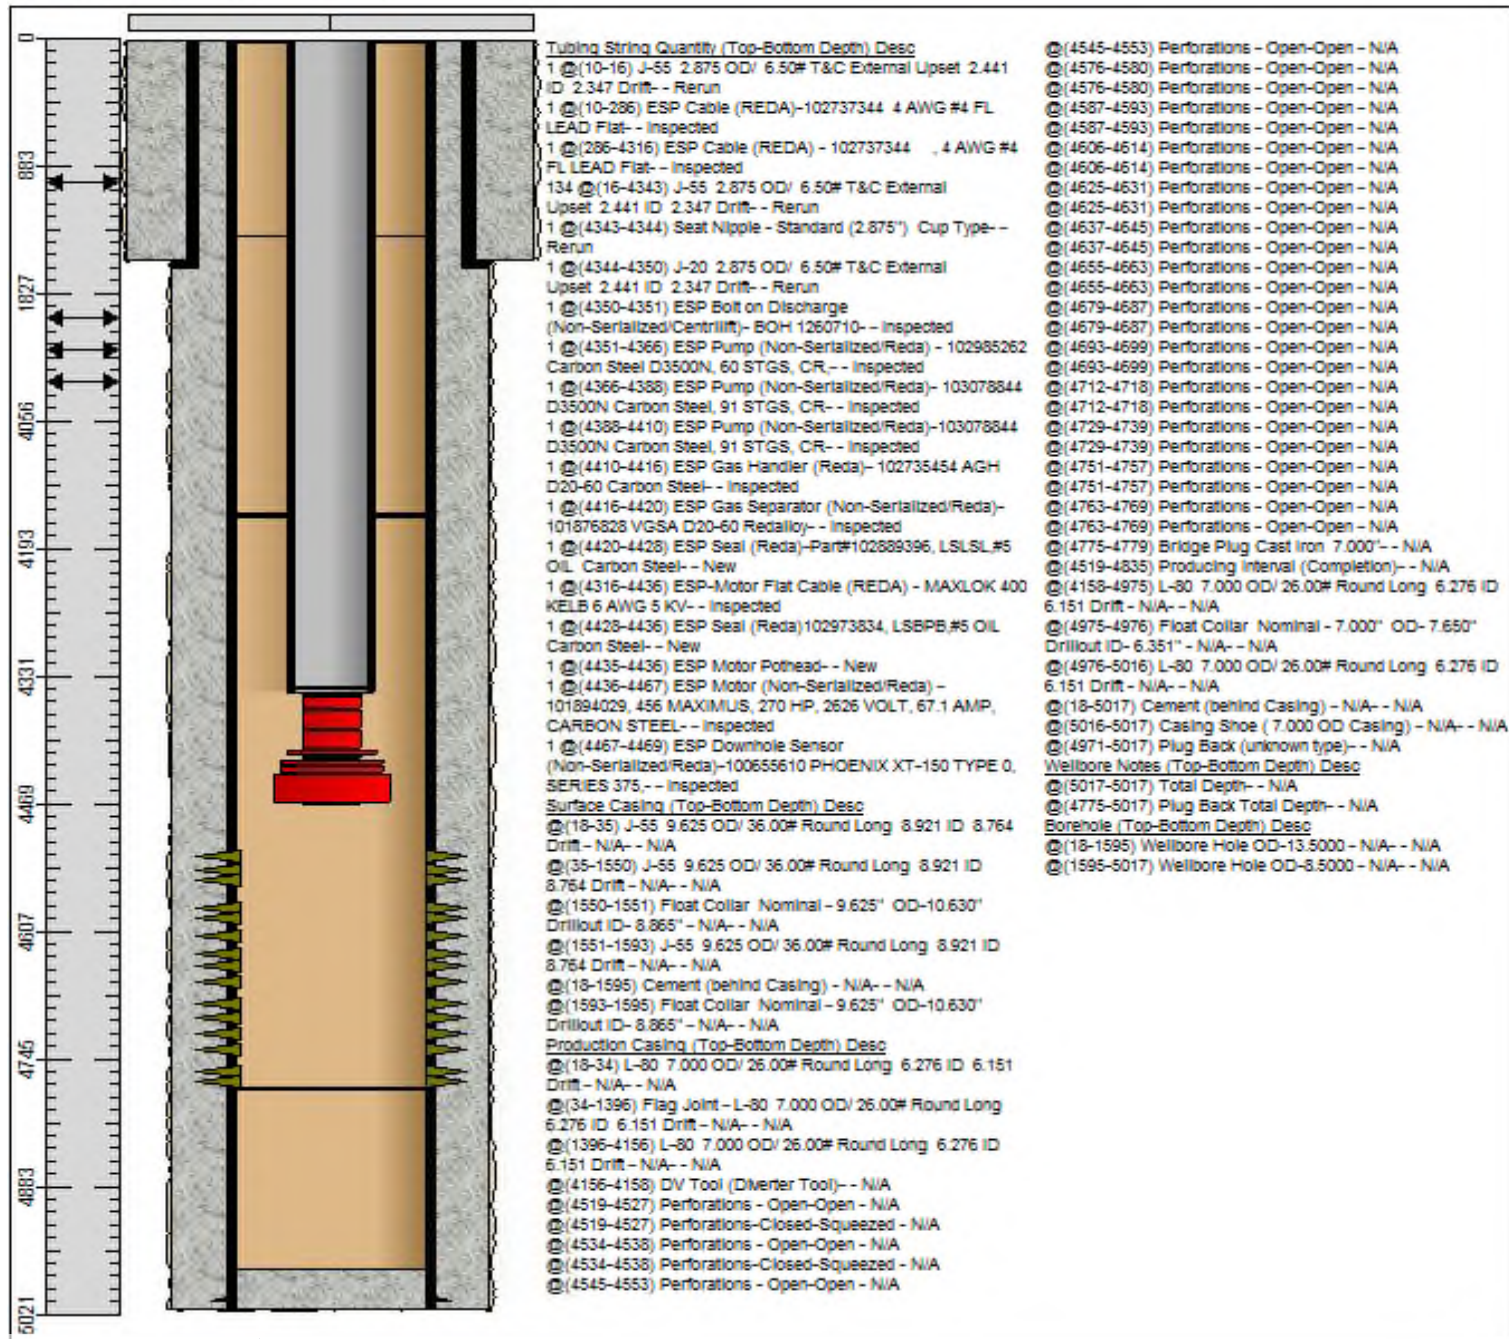 0
883
1827
4056
4193
4331
4469
4607
4745
4883
5021
Tubing String Quantity (Top-Bottom Depth) Desc
1 @(10-16) J-55 2.875 OD/ 6.50# T&C External Upset 2.441
ID 2.347 Drift- - Rerun
1 @(10-286) ESP Cable (REDA)-102737344 4 AWG #4 FL
LEAD Flat- - Inspected
1 @(286-4316) ESP Cable (REDA) - 102737344 , 4 AWG #4
FL LEAD Flat- - Inspected
134 @(16-4343) J-55 2.875 OD/ 6.50# T&C External
Upset 2.441 ID 2.347 Drift- - Rerun
1 @(4343-4344) Seat Nipple - Standard (2.875") Cup Type- -
Rerun
1 @(4344-4350) J-20 2.875 OD/ 6.50# T&C External
Upset 2.441 ID 2.347 Drift- - Rerun
1 @(4350-4351) ESP Bolt on Discharge
(Non-Serialized/Centrilift)- BOH 1260710- - Inspected
1 @(4351-4366) ESP Pump (Non-Serialized/Reda) - 102985262
Carbon Steel D3500N, 60 STGS, CR,- - Inspected
1 @(4366-4388) ESP Pump (Non-Serialized/Reda)- 103078844
D3500N Carbon Steel, 91 STGS, CR- - Inspected
1 @(4388-4410) ESP Pump (Non-Serialized/Reda)-103078844
D3500N Carbon Steel, 91 STGS, CR- - Inspected
1 @(4410-4416) ESP Gas Handler (Reda)- 102735454 AGH
D20-60 Carbon Steel- - Inspected
1 @(4416-4420) ESP Gas Separator (Non-Serialized/Reda)-
101876828 VGSA D20-60 Redalloy- - Inspected
1 @(4420-4428) ESP Seal (Reda)-Part#102889396, LSLSL,#5
OIL Carbon Steel- - New
1 @(4316-4436) ESP-Motor Flat Cable (REDA) - MAXLOK 400
KELB 6 AWG 5 KV- - Inspected
1 @(4428-4436) ESP Seal (Reda)102973834, LSBPB,#5 OIL
Carbon Steel- - New
1 @(4435-4436) ESP Motor Pothead- - New
1 @(4436-4467) ESP Motor (Non-Serialized/Reda) -
101894029, 456 MAXIMUS, 270 HP, 2626 VOLT, 67.1 AMP,
CARBON STEEL- - Inspected
1 @(4467-4469) ESP Downhole Sensor
(Non-Serialized/Reda)-100655610 PHOENIX XT-150 TYPE 0,
SERIES 375,- - Inspected
Surface Casing (Top-Bottom Depth) Desc
@(18-35) J-55 9.625 OD/ 36.00# Round Long 8.921 ID 8.764
Drift - N/A- - N/A
@(35-1550) J-55 9.625 OD/ 36.00# Round Long 8.921 ID
8.764 Drift - N/A- - N/A
@(1550-1551) Float Collar Nominal - 9.625" OD-10.630"
Drillout ID- 8.865" - N/A- - N/A
@(1551-1593) J-55 9.625 OD/ 36.00# Round Long 8.921 ID
8.764 Drift - N/A- - N/A
@(18-1595) Cement (behind Casing) - N/A- - N/A
@(1593-1595) Float Collar Nominal - 9.625" OD-10.630"
Drillout ID- 8.865" - N/A- - N/A
Production Casing (Top-Bottom Depth) Desc
@(18-34) L-80 7.000 OD/ 26.00# Round Long 6.276 ID 6.151
Drift - N/A- - N/A
@(34-1396) Flag Joint - L-80 7.000 OD/ 26.00# Round Long
6.276 ID 6.151 Drift - N/A- - N/A
@(1396-4156) L-80 7.000 OD/ 26.00# Round Long 6.276 ID
6.151 Drift - N/A- - N/A
@(4156-4158) DV Tool (Diverter Tool)- - N/A
@(4519-4527) Perforations - Open-Open - N/A
@(4519-4527) Perforations-Closed-Squeezed - N/A
@(4534-4538) Perforations - Open-Open - N/A
@(4534-4538) Perforations-Closed-Squeezed - N/A
@(4545-4553) Perforations - Open-Open - N/A
@(4545-4553) Perforations - Open-Open - N/A
@(4576-4580) Perforations - Open-Open - N/A
@(4576-4580) Perforations - Open-Open - N/A
@(4587-4593) Perforations - Open-Open - N/A
@(4587-4593) Perforations - Open-Open - N/A
@(4606-4614) Perforations - Open-Open - N/A
@(4606-4614) Perforations - Open-Open - N/A
@(4625-4631) Perforations - Open-Open - N/A
@(4625-4631) Perforations - Open-Open - N/A
@(4637-4645) Perforations - Open-Open - N/A
@(4637-4645) Perforations - Open-Open - N/A
@(4655-4663) Perforations - Open-Open - N/A
@(4655-4663) Perforations - Open-Open - N/A
@(4679-4687) Perforations - Open-Open - N/A
@(4679-4687) Perforations - Open-Open - N/A
@(4693-4699) Perforations - Open-Open - N/A
@(4693-4699) Perforations - Open-Open - N/A
@(4712-4718) Perforations - Open-Open - N/A
@(4712-4718) Perforations - Open-Open - N/A
@(4729-4739) Perforations - Open-Open - N/A
@(4729-4739) Perforations - Open-Open - N/A
@(4751-4757) Perforations - Open-Open - N/A
@(4751-4757) Perforations - Open-Open - N/A
@(4763-4769) Perforations - Open-Open - N/A
@(4763-4769) Perforations - Open-Open - N/A
@(4775-4779) Bridge Plug Cast Iron 7.000"- - N/A
@(4519-4835) Producing Interval (Completion)- - N/A
@(4158-4975) L-80 7.000 OD/ 26.00# Round Long 6.276 ID
6.151 Drift - N/A- - N/A
@(4975-4976) Float Collar Nominal - 7.000" OD- 7.650"
Drillout ID- 6.351" - N/A- - N/A
@(4976-5016) L-80 7.000 OD/ 26.00# Round Long 6.276 ID
6.151 Drift - N/A- - N/A
@(18-5017) Cement (behind Casing) - N/A- - N/A
@(5016-5017) Casing Shoe ( 7.000 OD Casing) - N/A- - N/A
@(4971-5017) Plug Back (unknown type)- - N/A
Wellbore Notes (Top-Bottom Depth) Desc
@(5017-5017) Total Depth- - N/A
@(4775-5017) Plug Back Total Depth- - N/A
Borehole (Top-Bottom Depth) Desc
@(18-1595) Wellbore Hole OD-13.5000 - N/A- - N/A
@(1595-5017) Wellbore Hole OD-8.5000 - N/A- - N/A